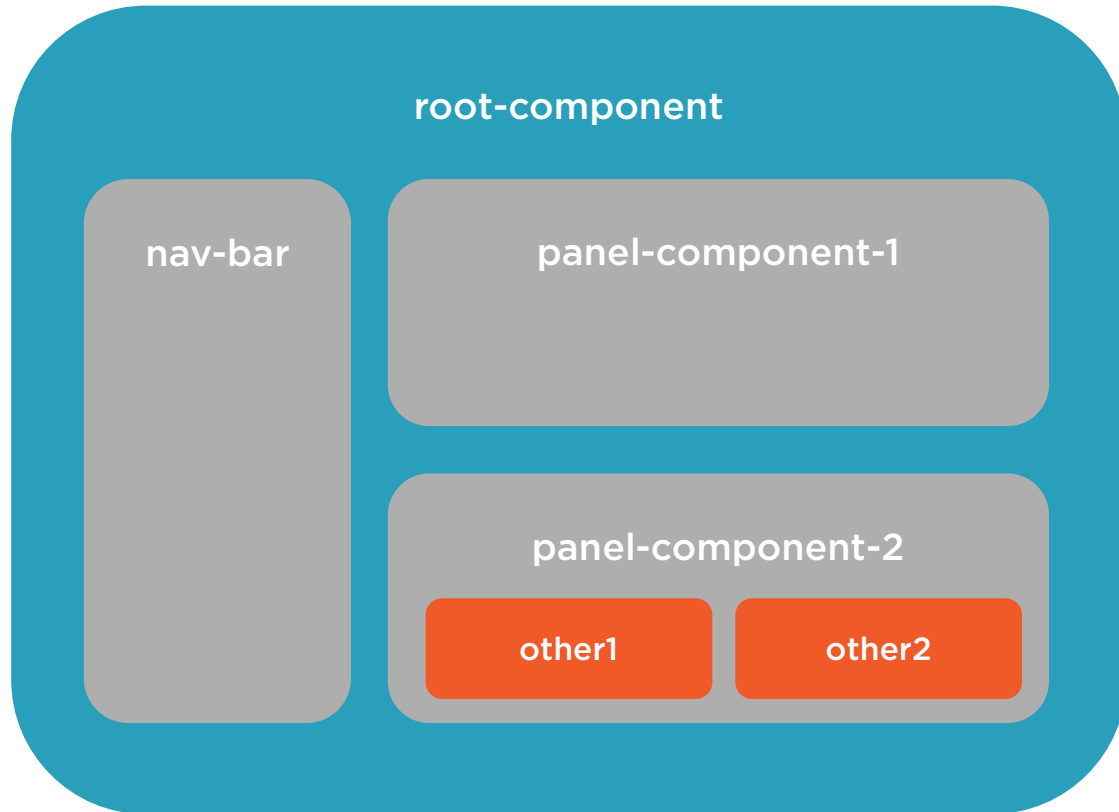 root-component
nav-bar
panel-component-1
panel-component-2
other1
other2